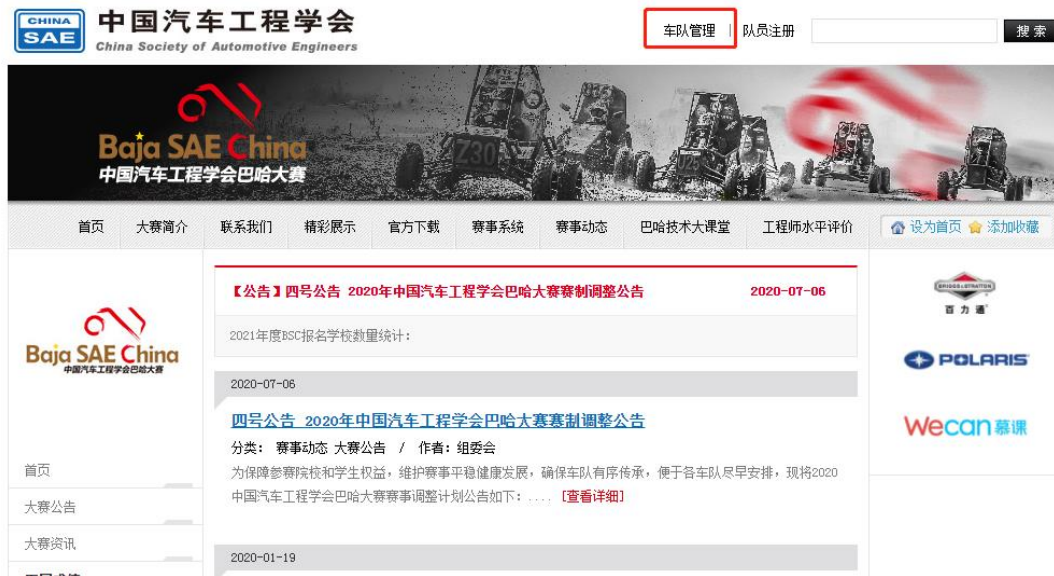 CHINA
SAE
中国汽车工程学会
China Society of Automotive Engineers
车队管理 | 队员注册
搜索
Baja SAE China
中国汽车工程学会巴哈大赛
Z30
首页 大赛简介 联系我们 精彩展示 官方下载 赛事系统 赛事动态 巴哈技术大课堂 工程师水平评价 设为首页 添加收藏
【公告】四号公告 2020年中国汽车工程学会巴哈大赛赛制调整公告 2020-07-06
2021年度BSC报名学校数量统计:
BRIGGS&STRATTON
百力通
Baja SAE China
中国汽车工程学会巴哈大赛
POLARIS
2020-07-06
四号公告 2020年中国汽车工程学会巴哈大赛赛制调整公告
分类: 赛事动态 大赛公告 / 作者: 组委会
为保障参赛院校和学生权益,维护赛事平稳健康发展,确保车队有序传承,便于各车队尽早安排,现将2020
中国汽车工程学会巴哈大赛赛事调整计划公告如下: .... [查看详细]
Wecan慕课
首页
大赛公告
大赛资讯
2020-01-19